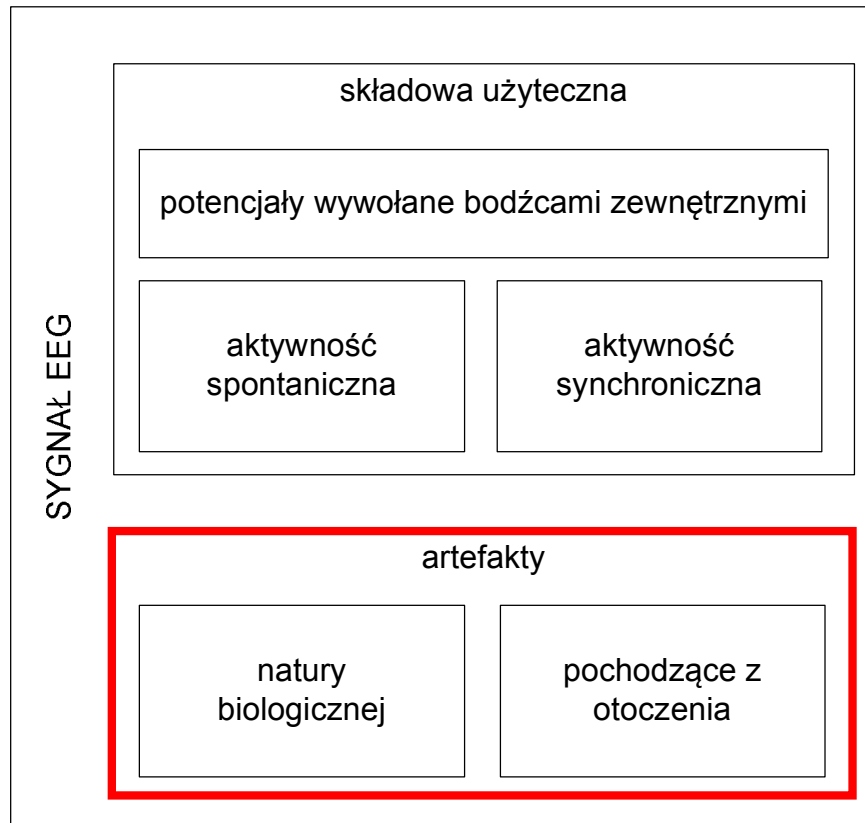 SYGNAŁ EEG
składowa użyteczna
potencjały wywołane bodźcami zewnętrznymi
aktywność
spontaniczna
aktywność
synchroniczna
artefakty
natury
biologicznej
pochodzące z
otoczenia